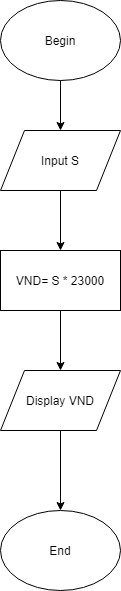 Begin
Input S
VND= S * 23000
Display VND
End